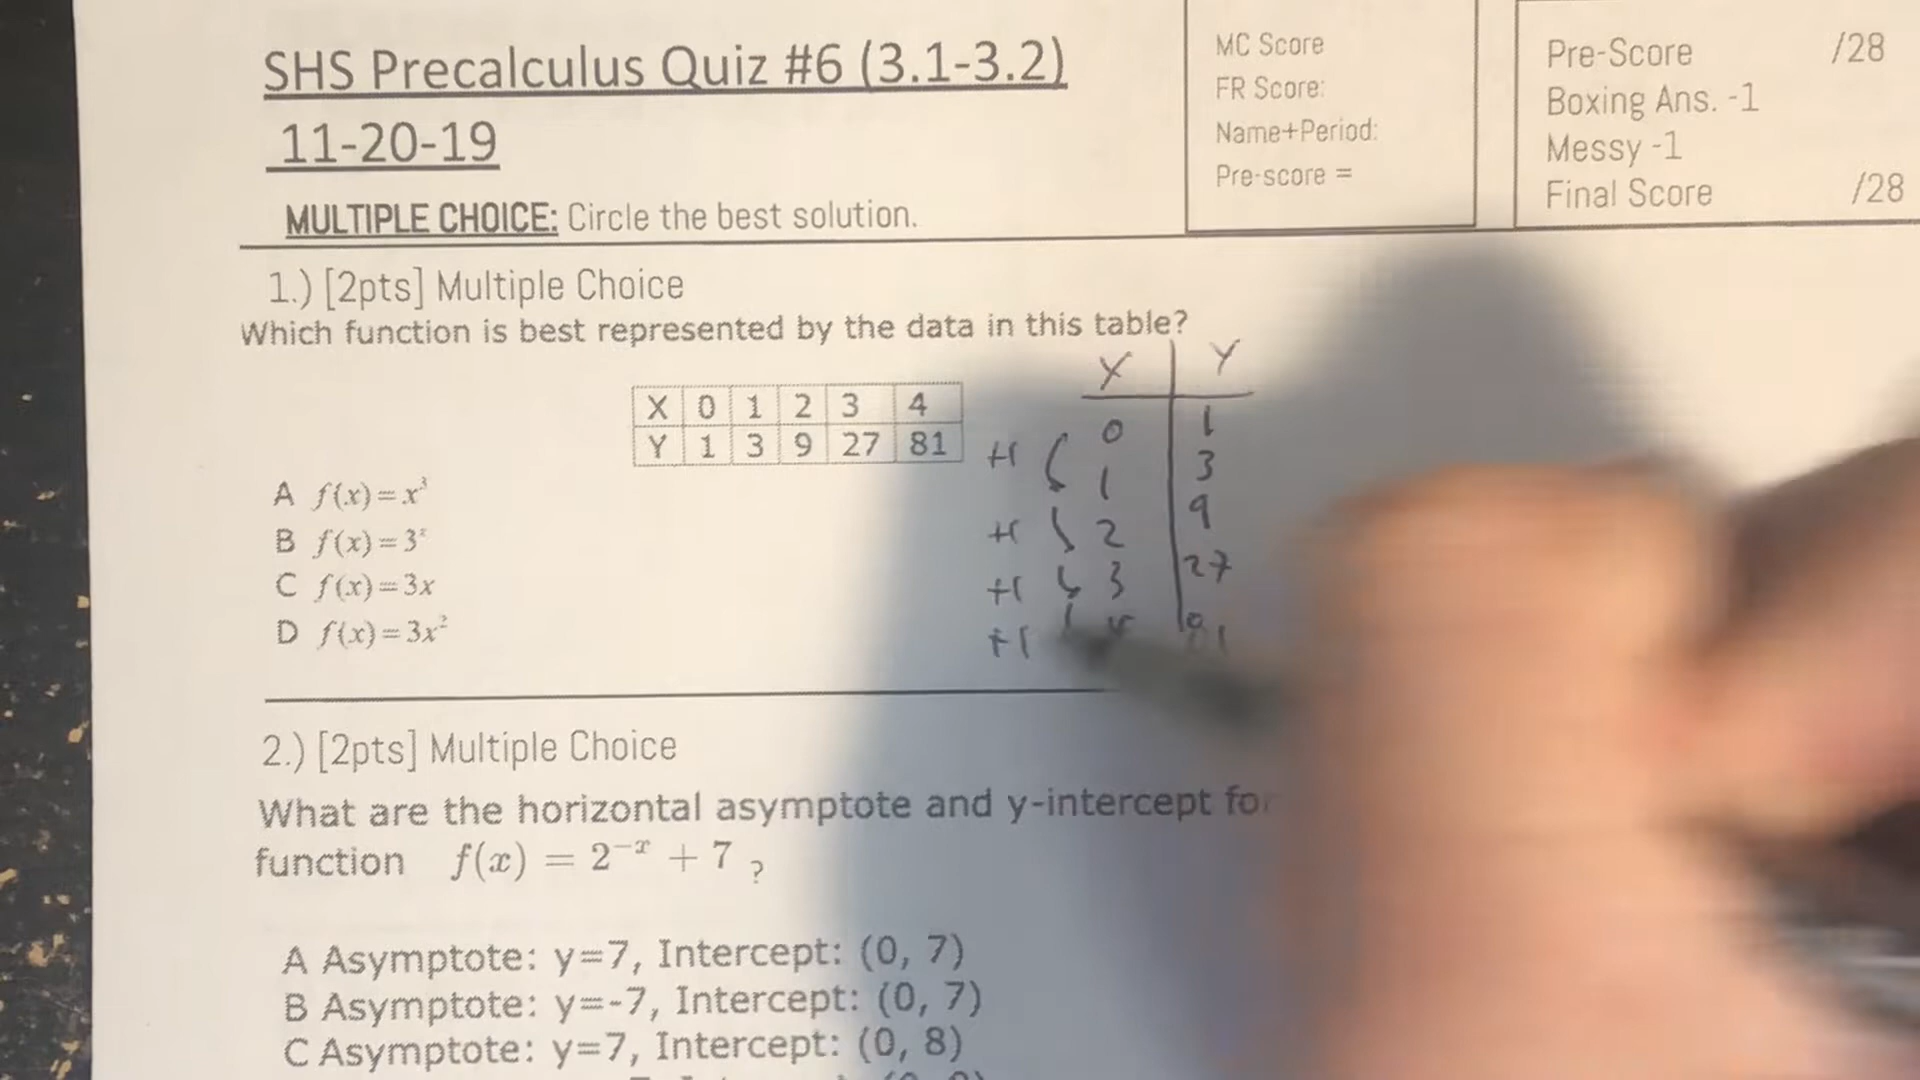 SHS Precalculus Quiz #6 (3.1-3.2)
11-20-19
MC Score
FR Score:
Name+Period:
Pre-score =
Pre-Score /28
Boxing Ans. -1
Messy -1
Final Score /28
MULTIPLE CHOICE: Circle the best solution.
1.) [2pts] Multiple Choice
Which function is best represented by the data in this table?
X 0 1 2 3 4
Y 1 3 9 27 81
A f(x)=x³
B f(x)=3ˣ
C f(x)=3x
D f(x)=3x²
X Y
0 1
+1
1 3
+1
2 9
+1
3 27
+1
2.) [2pts] Multiple Choice
What are the horizontal asymptote and y-intercept for
function f(x) = 2⁻ˣ + 7 ?
A Asymptote: y=7, Intercept: (0, 7)
B Asymptote: y=-7, Intercept: (0, 7)
C Asymptote: y=7, Intercept: (0, 8)